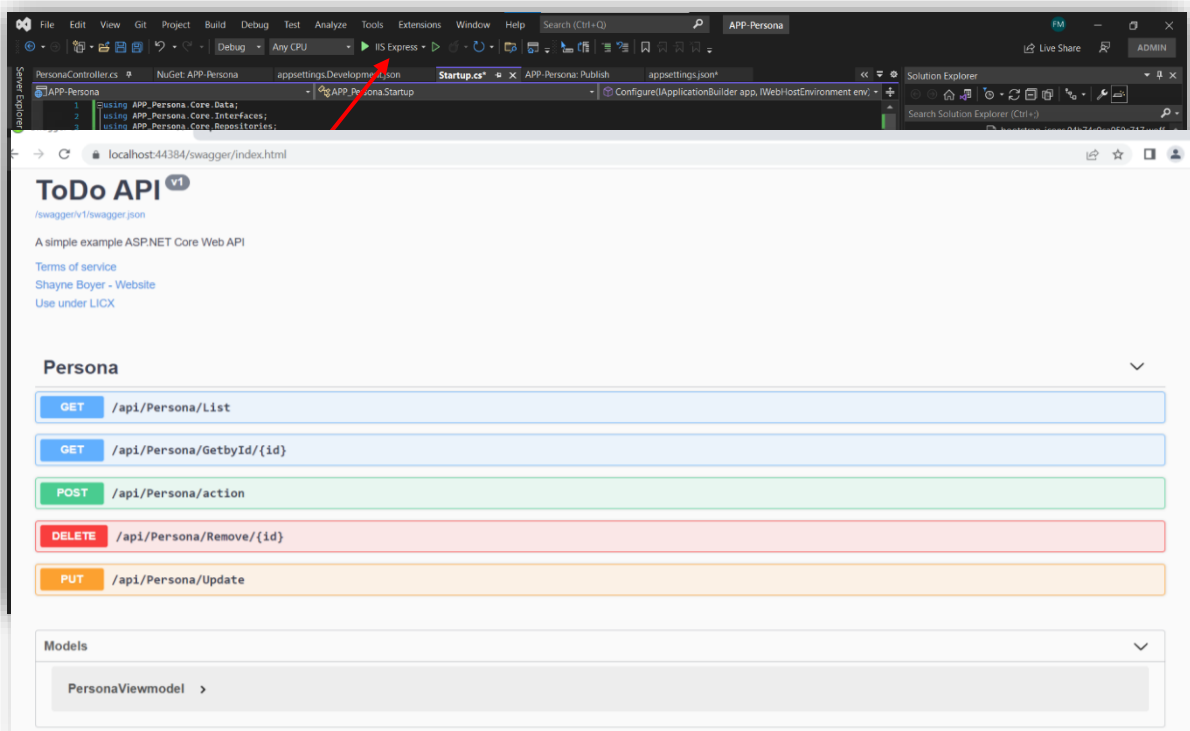 File Edit View Git Project Build Debug Test Analyze Tools Extensions Window Help Search (Ctrl+Q) APP-Persona FM
Debug Any CPU IIS Express Live Share ADMIN
Server Explorer
PersonaController.cs NuGet: APP-Persona appsettings.Development.json Startup.cs* APP-Persona: Publish appsettings.json* Solution Explorer
APP-Persona APP_Persona.Startup Configure(IApplicationBuilder app, IWebHostEnvironment env)
1 using APP_Persona.Core.Data; Search Solution Explorer (Ctrl+;)
2 using APP_Persona.Core.Interfaces;
3 using APP_Persona.Core.Repositories;
localhost:44384/swagger/index.html
ToDo API v1
/swagger/v1/swagger.json
A simple example ASP.NET Core Web API
Terms of service
Shayne Boyer - Website
Use under LICX
Persona
GET /api/Persona/List
GET /api/Persona/GetbyId/{id}
POST /api/Persona/action
DELETE /api/Persona/Remove/{id}
PUT /api/Persona/Update
Models
PersonaViewmodel